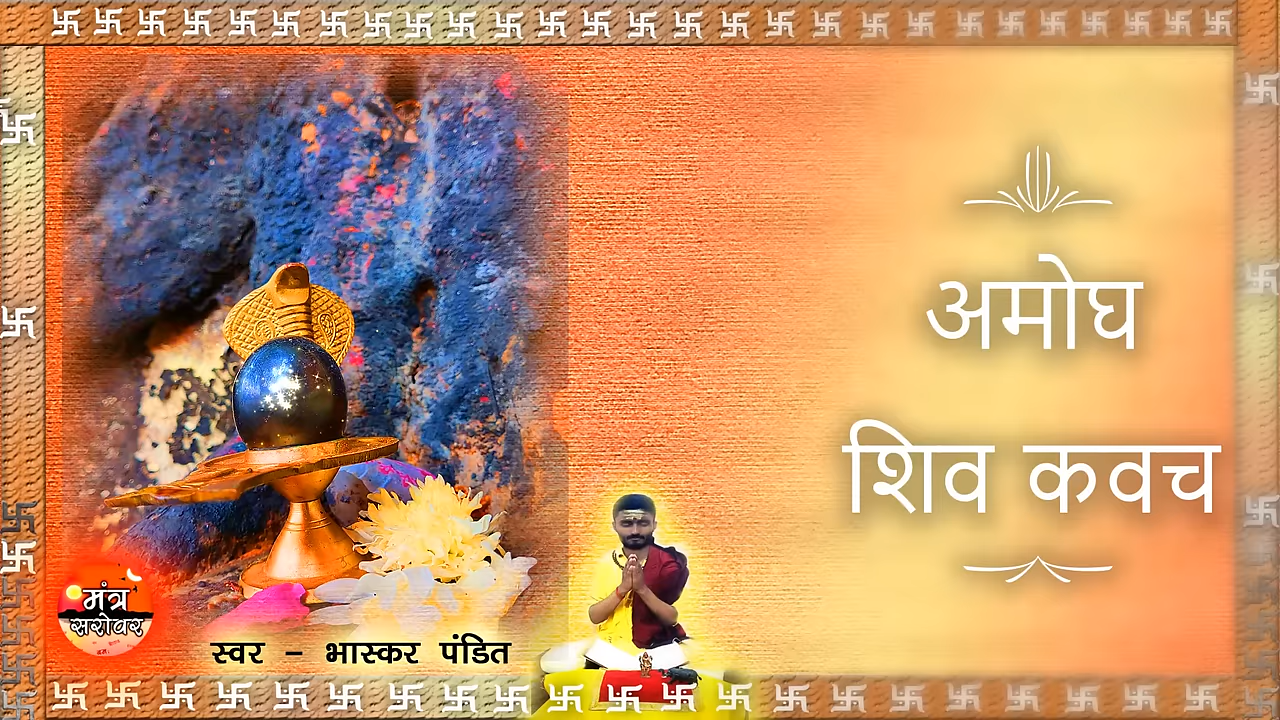 अमोघ
शिव कवच
मंत्र
सरोवर
स्वर – भास्कर पंडित